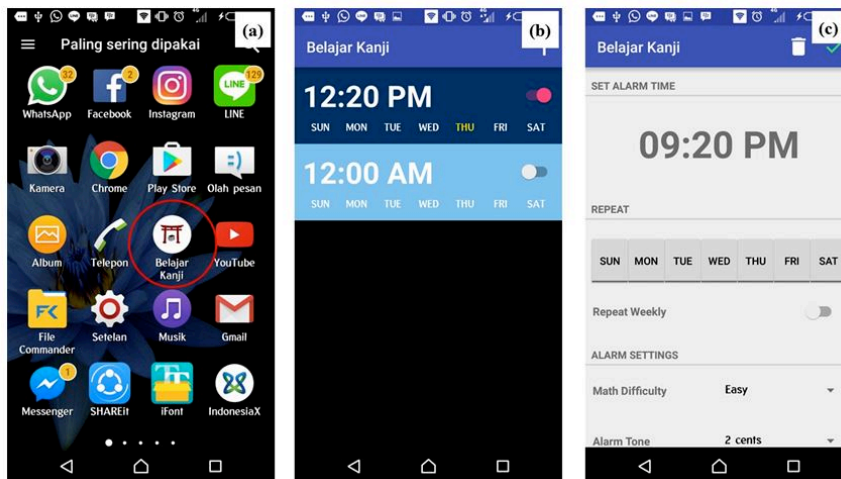 (a)
Paling sering dipakai
32
2
129
WhatsApp
Facebook
Instagram
LINE
LINE
Kamera
Chrome
Play Store
Olah pesan
Album
Telepon
Belajar
Kanji
YouTube
File
Commander
Setelan
Musik
Gmail
1
Messenger
SHAREit
iFont
IndonesiaX
(b)
4G
Belajar Kanji
12:20 PM
SUN MON TUE WED THU FRI SAT
12:00 AM
SUN MON TUE WED THU FRI SAT
(c)
4G
Belajar Kanji
SET ALARM TIME
09:20 PM
REPEAT
SUN MON TUE WED THU FRI SAT
Repeat Weekly
ALARM SETTINGS
Math Difficulty Easy
Alarm Tone 2 cents